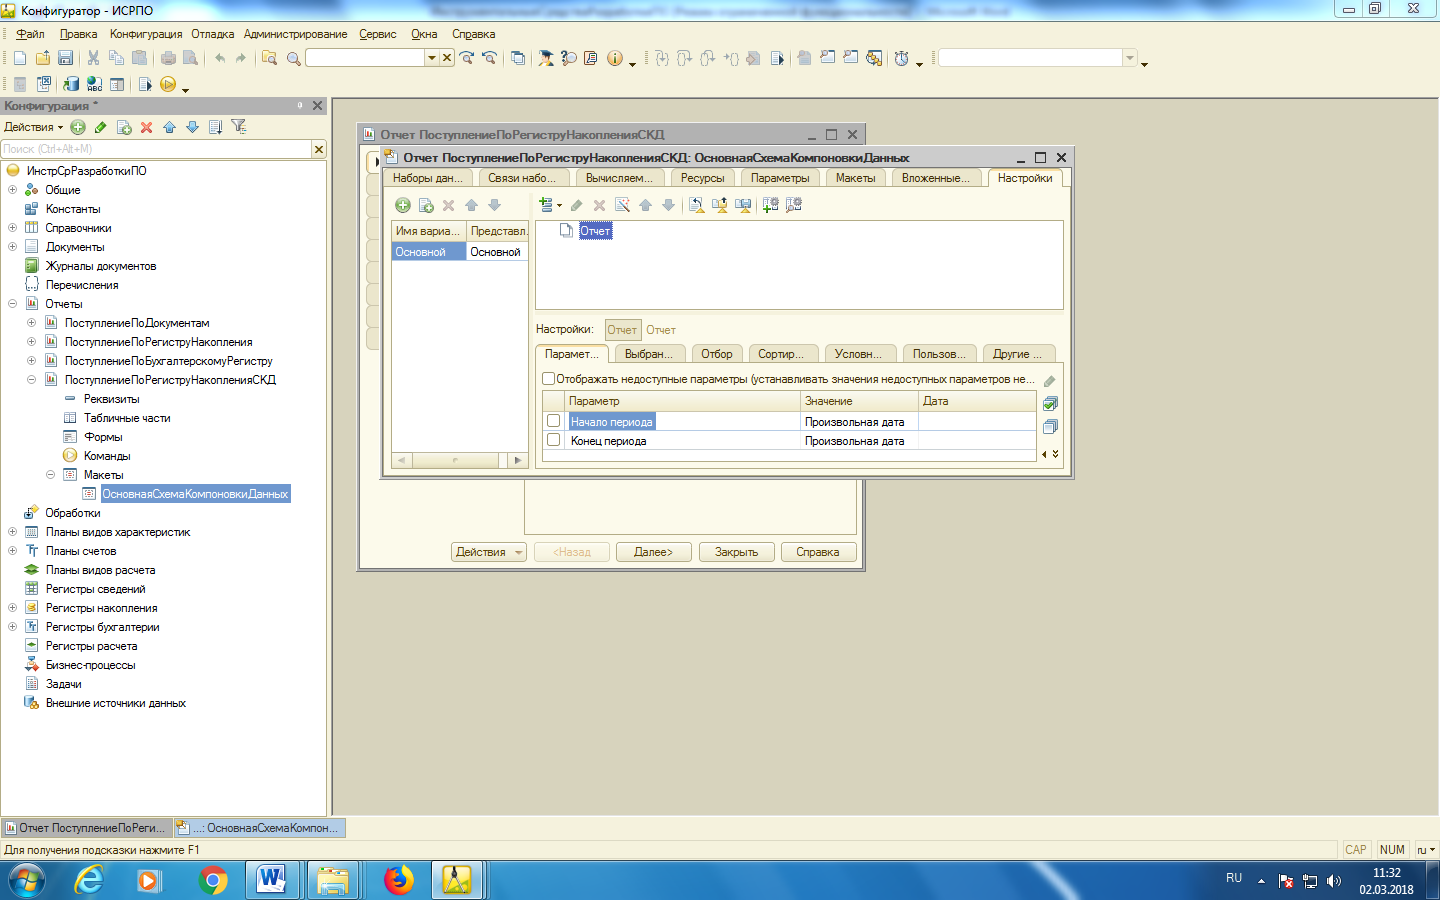 Конфигуратор - ИСРПО
Файл Правка Конфигурация Отладка Администрирование Сервис Окна Справка
Конфигурация *
Действия
Поиск (Ctrl+Alt+M)
ИнстрСрРазработкиПО
Общие
Константы
Справочники
Документы
Журналы документов
Перечисления
Отчеты
ПоступлениеПоДокументам
ПоступлениеПоРегиструНакопления
ПоступлениеПоБухгалтерскомуРегистру
ПоступлениеПоРегиструНакопленияСКД
Реквизиты
Табличные части
Формы
Команды
Макеты
ОсновнаяСхемаКомпоновкиДанных
Обработки
Планы видов характеристик
Планы счетов
Планы видов расчета
Регистры сведений
Регистры накопления
Регистры бухгалтерии
Регистры расчета
Бизнес-процессы
Задачи
Внешние источники данных
Отчет ПоступлениеПоРегиструНакопленияСКД
Отчет ПоступлениеПоРегиструНакопленияСКД: ОсновнаяСхемаКомпоновкиДанных
Наборы дан... Связи набо... Вычисляем... Ресурсы Параметры Макеты Вложенные... Настройки
Имя вариа... Представл.
Основной Основной
Отчет
Настройки: Отчет Отчет
Парамет... Выбран... Отбор Сортир... Условн... Пользов... Другие ...
Отображать недоступные параметры (устанавливать значения недоступных параметров не...
Параметр Значение Дата
Начало периода Произвольная дата
Конец периода Произвольная дата
Действия <Назад Далее> Закрыть Справка
Отчет ПоступлениеПоРеги... ...: ОсновнаяСхемаКомпон...
Для получения подсказки нажмите F1
CAP NUM ru
RU
11:32
02.03.2018